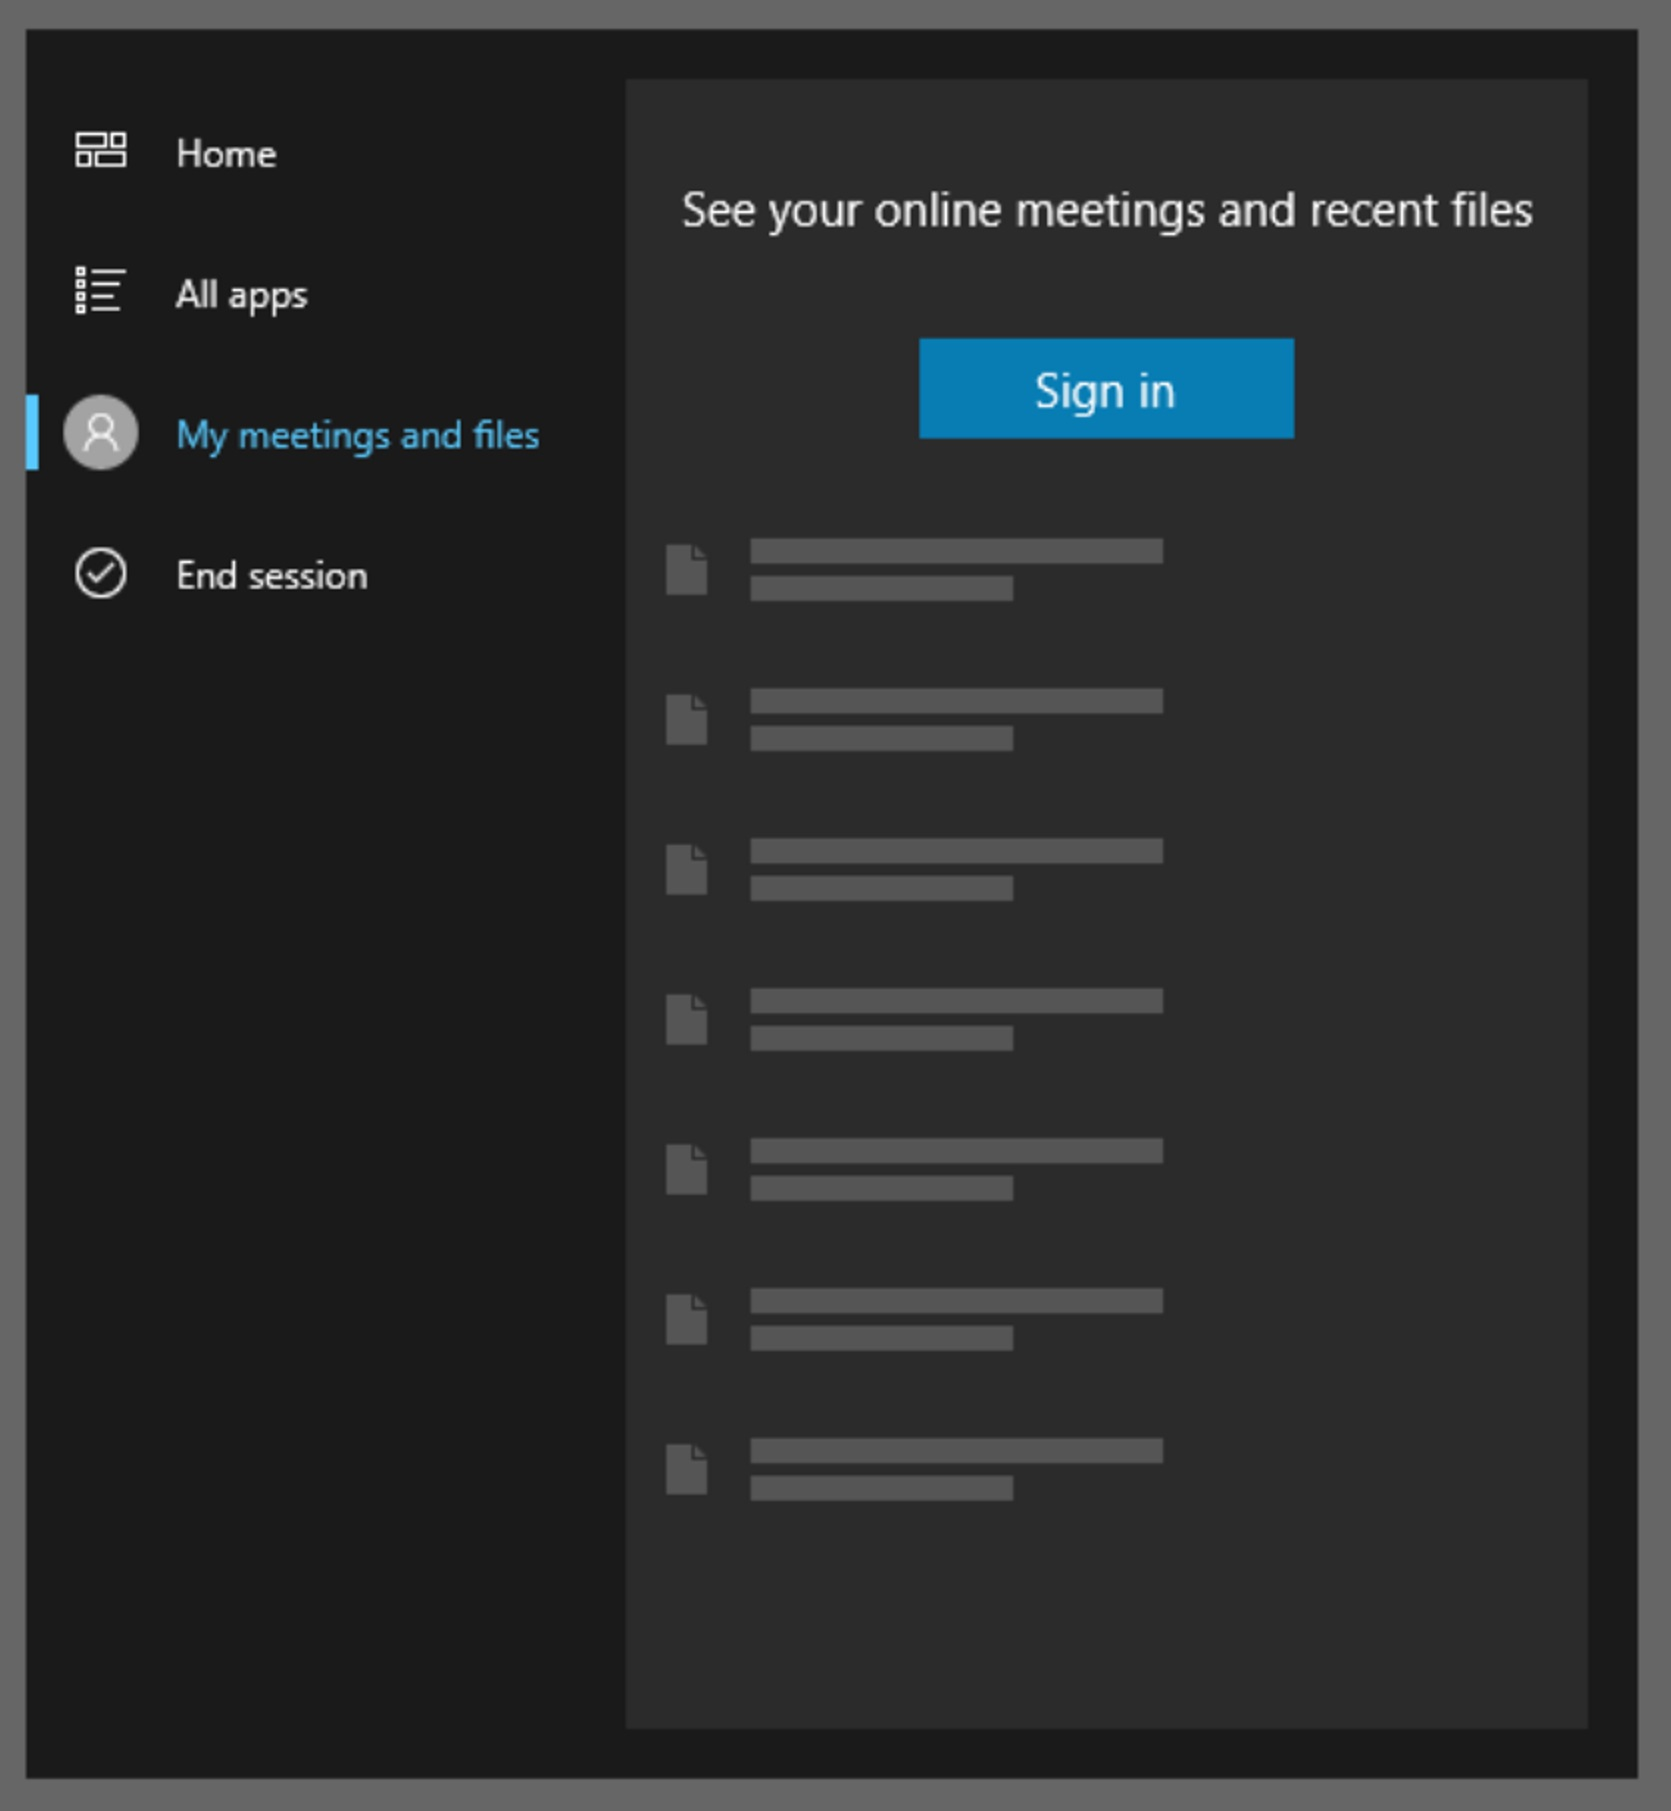 Home
All apps
My meetings and files
End session
See your online meetings and recent files
Sign in